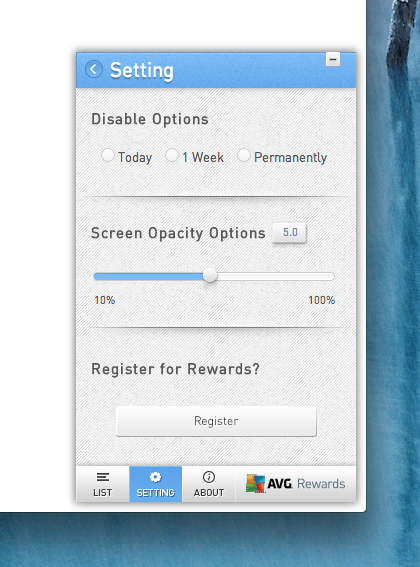 Setting
Disable Options
Today 1 Week Permanently
Screen Opacity Options 5.0
10% 100%
Register for Rewards?
Register
LIST SETTING ABOUT AVG. Rewards